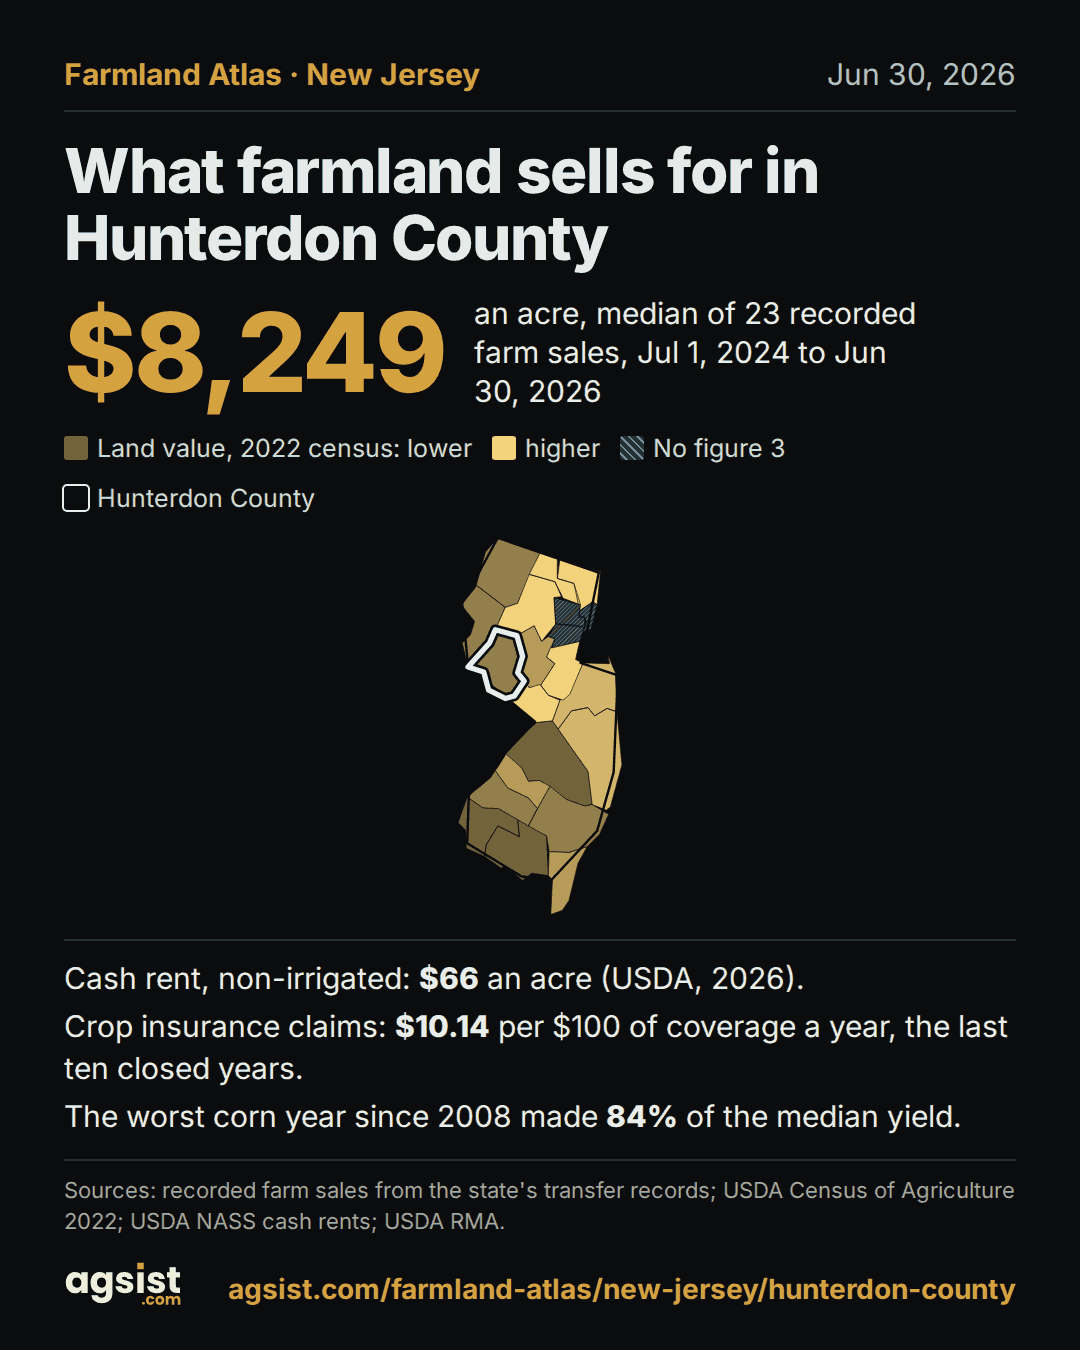 Farmland Atlas · New Jersey
Jun 30, 2026
What farmland sells for in
Hunterdon County
$8,249
an acre, median of 23 recorded
farm sales, Jul 1, 2024 to Jun
30, 2026
Land value, 2022 census: lower
higher
No figure 3
Hunterdon County
Cash rent, non-irrigated: $66 an acre (USDA, 2026).
Crop insurance claims: $10.14 per $100 of coverage a year, the last
ten closed years.
The worst corn year since 2008 made 84% of the median yield.
Sources: recorded farm sales from the state's transfer records; USDA Census of Agriculture
2022; USDA NASS cash rents; USDA RMA.
agsist
.com
agsist.com/farmland-atlas/new-jersey/hunterdon-county